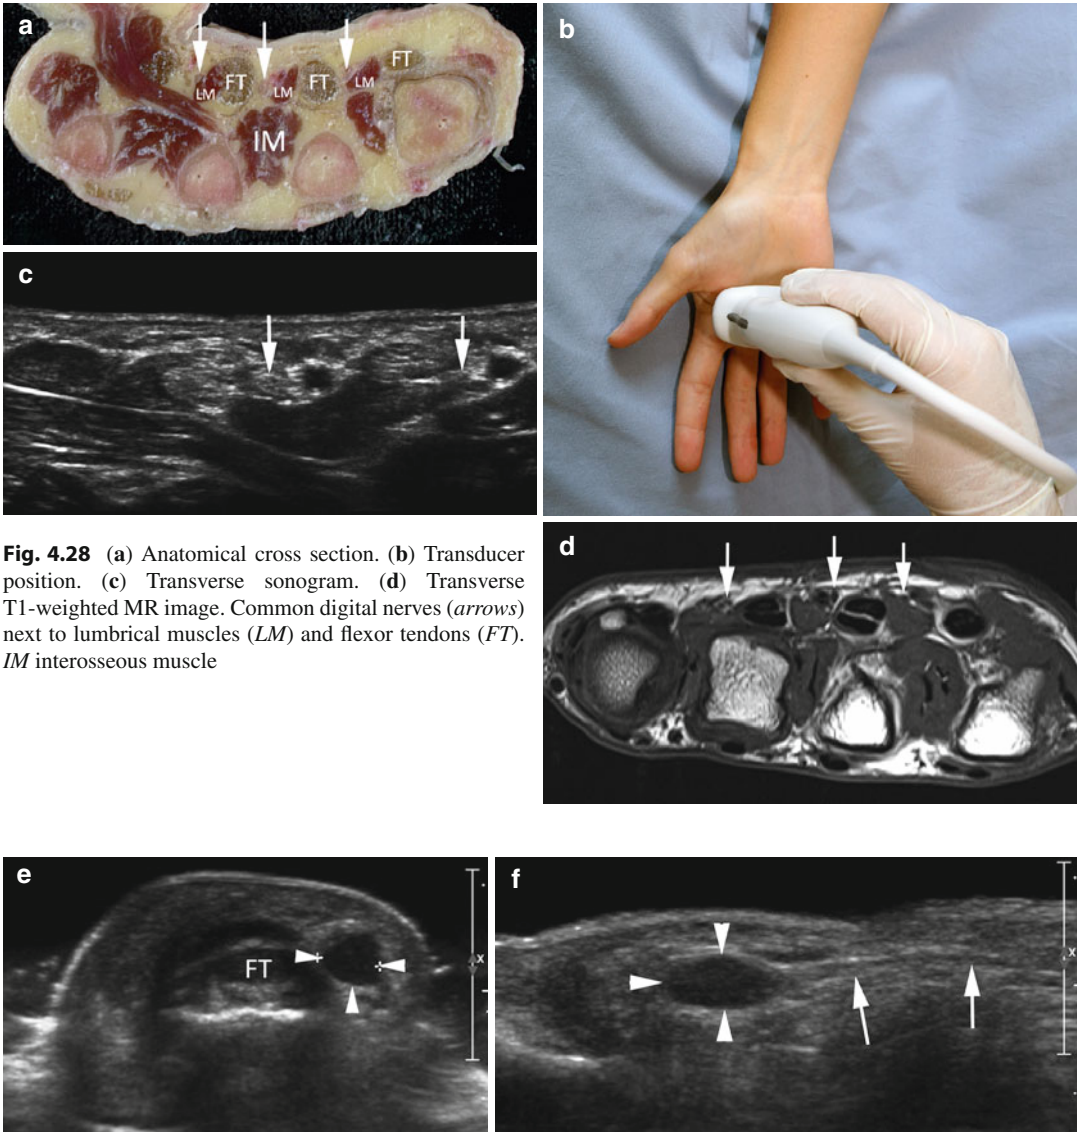 a
FT
FT
FT
LM
LM
LM
IM
b
c
Fig. 4.28 (a) Anatomical cross section. (b) Transducer
position. (c) Transverse sonogram. (d) Transverse
T1-weighted MR image. Common digital nerves (arrows)
next to lumbrical muscles (LM) and flexor tendons (FT).
IM interosseous muscle
d
e
FT
x
f
x